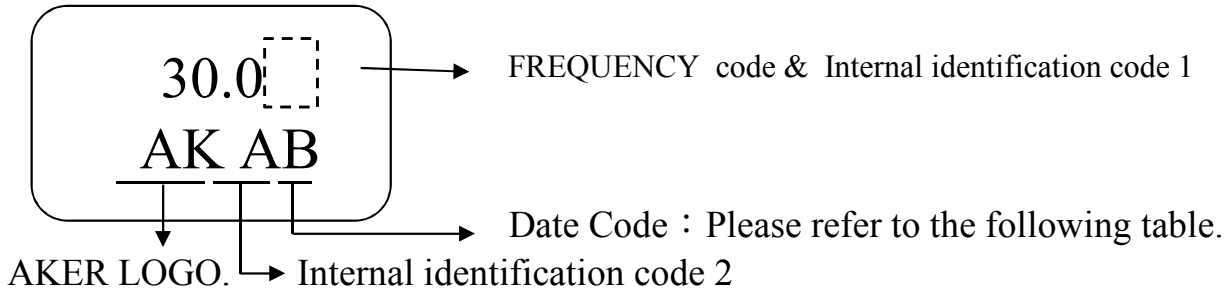 30.0
FREQUENCY code & Internal identification code 1
AK AB
Date Code：Please refer to the following table.
AKER LOGO.
Internal identification code 2